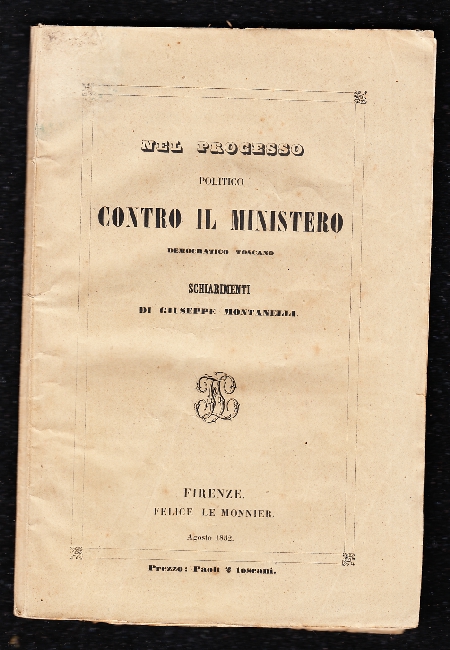 NEL PROCESSO
POLITICO
CONTRO IL MINISTERO
DEMOCRATICO TOSCANO
SCHIARIMENTI
DI GIUSEPPE MONTANELLI.
FIRENZE.
FELICE LE MONNIER.
Agosto 1852.
Prezzo: Paoli 2 toscani.